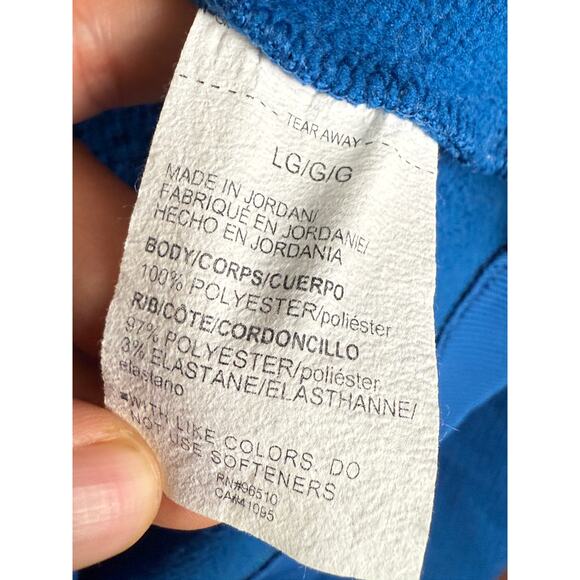 TEAR AWAY
LG/G/G
MADE IN JORDAN/
FABRIQUÉ EN JORDANIE/
HECHO EN JORDANIA
BODY/CORPS/CUERPO
100% POLYESTER/poliéster
RIB/CÔTE/CORDONCILLO
97% POLYESTER/poliéster
3% ELASTANE/ELASTHANNE/
elastano
WITH LIKE COLORS. DO
NOT USE SOFTENERS
RN#96510
CA#41095